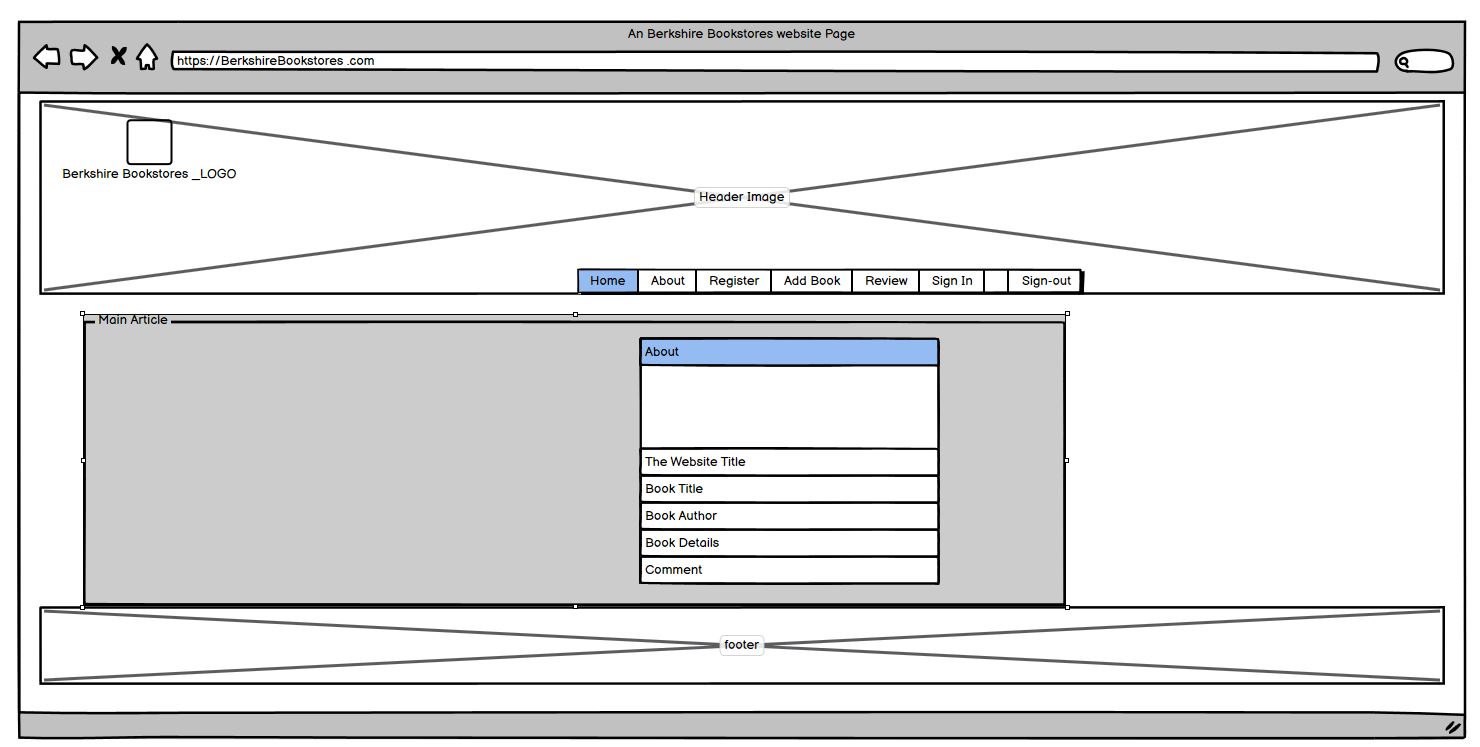 An Berkshire Bookstores website Page
https://BerkshireBookstores .com
Berkshire Bookstores _LOGO
Header Image
Home About Register Add Book Review Sign In Sign-out
Main Article
About
The Website Title
Book Title
Book Author
Book Details
Comment
footer